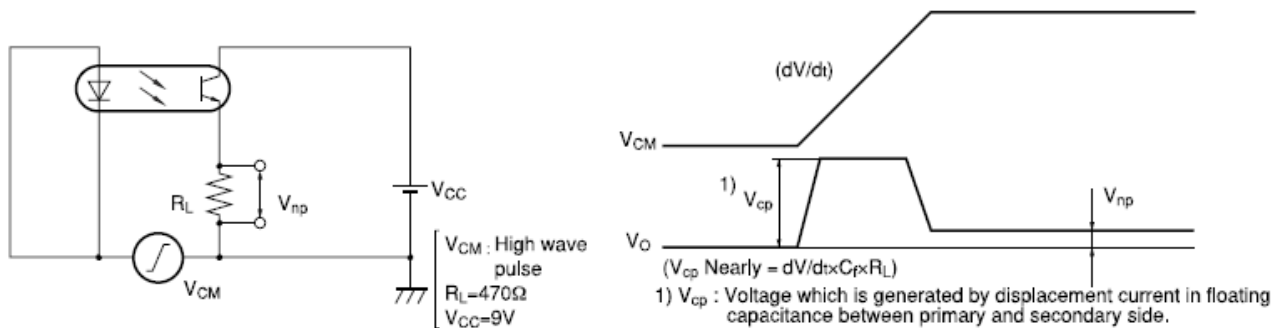 R_L
V_np
V_CC
V_CM
V_CM : High wave
pulse
R_L=470Ω
V_CC=9V
(dV/dt)
V_CM
1)
V_cp
V_np
V_O
(V_cp Nearly = dV/dt×C_f×R_L)
1) V_cp : Voltage which is generated by displacement current in floating
capacitance between primary and secondary side.